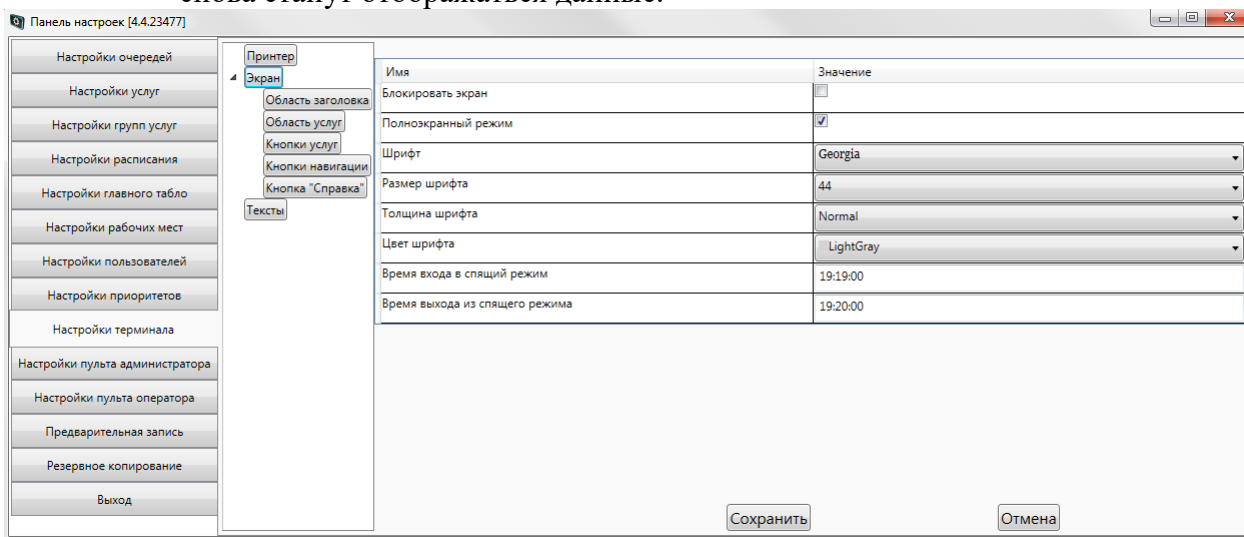 снова станут отображаться данные.
Панель настроек [4.4.23477]
Настройки очередей
Настройки услуг
Настройки групп услуг
Настройки расписания
Настройки главного табло
Настройки рабочих мест
Настройки пользователей
Настройки приоритетов
Настройки терминала
Настройки пульта администратора
Настройки пульта оператора
Предварительная запись
Резервное копирование
Выход
Принтер
Экран
Область заголовка
Область услуг
Кнопки услуг
Кнопки навигации
Кнопка "Справка"
Тексты
Имя Значение
Блокировать экран
Полноэкранный режим
Шрифт Georgia
Размер шрифта 44
Толщина шрифта Normal
Цвет шрифта LightGray
Время входа в спящий режим 19:19:00
Время выхода из спящего режима 19:20:00
Сохранить Отмена